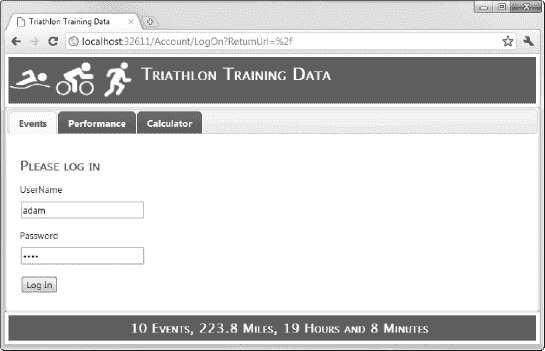 Triathlon Training Data
localhost:32611/Account/LogOn?ReturnUrl=%2f
Triathlon Training Data
Events Performance Calculator
Please log in
UserName
adam
Password
••••
Log In
10 Events, 223.8 Miles, 19 Hours and 8 Minutes